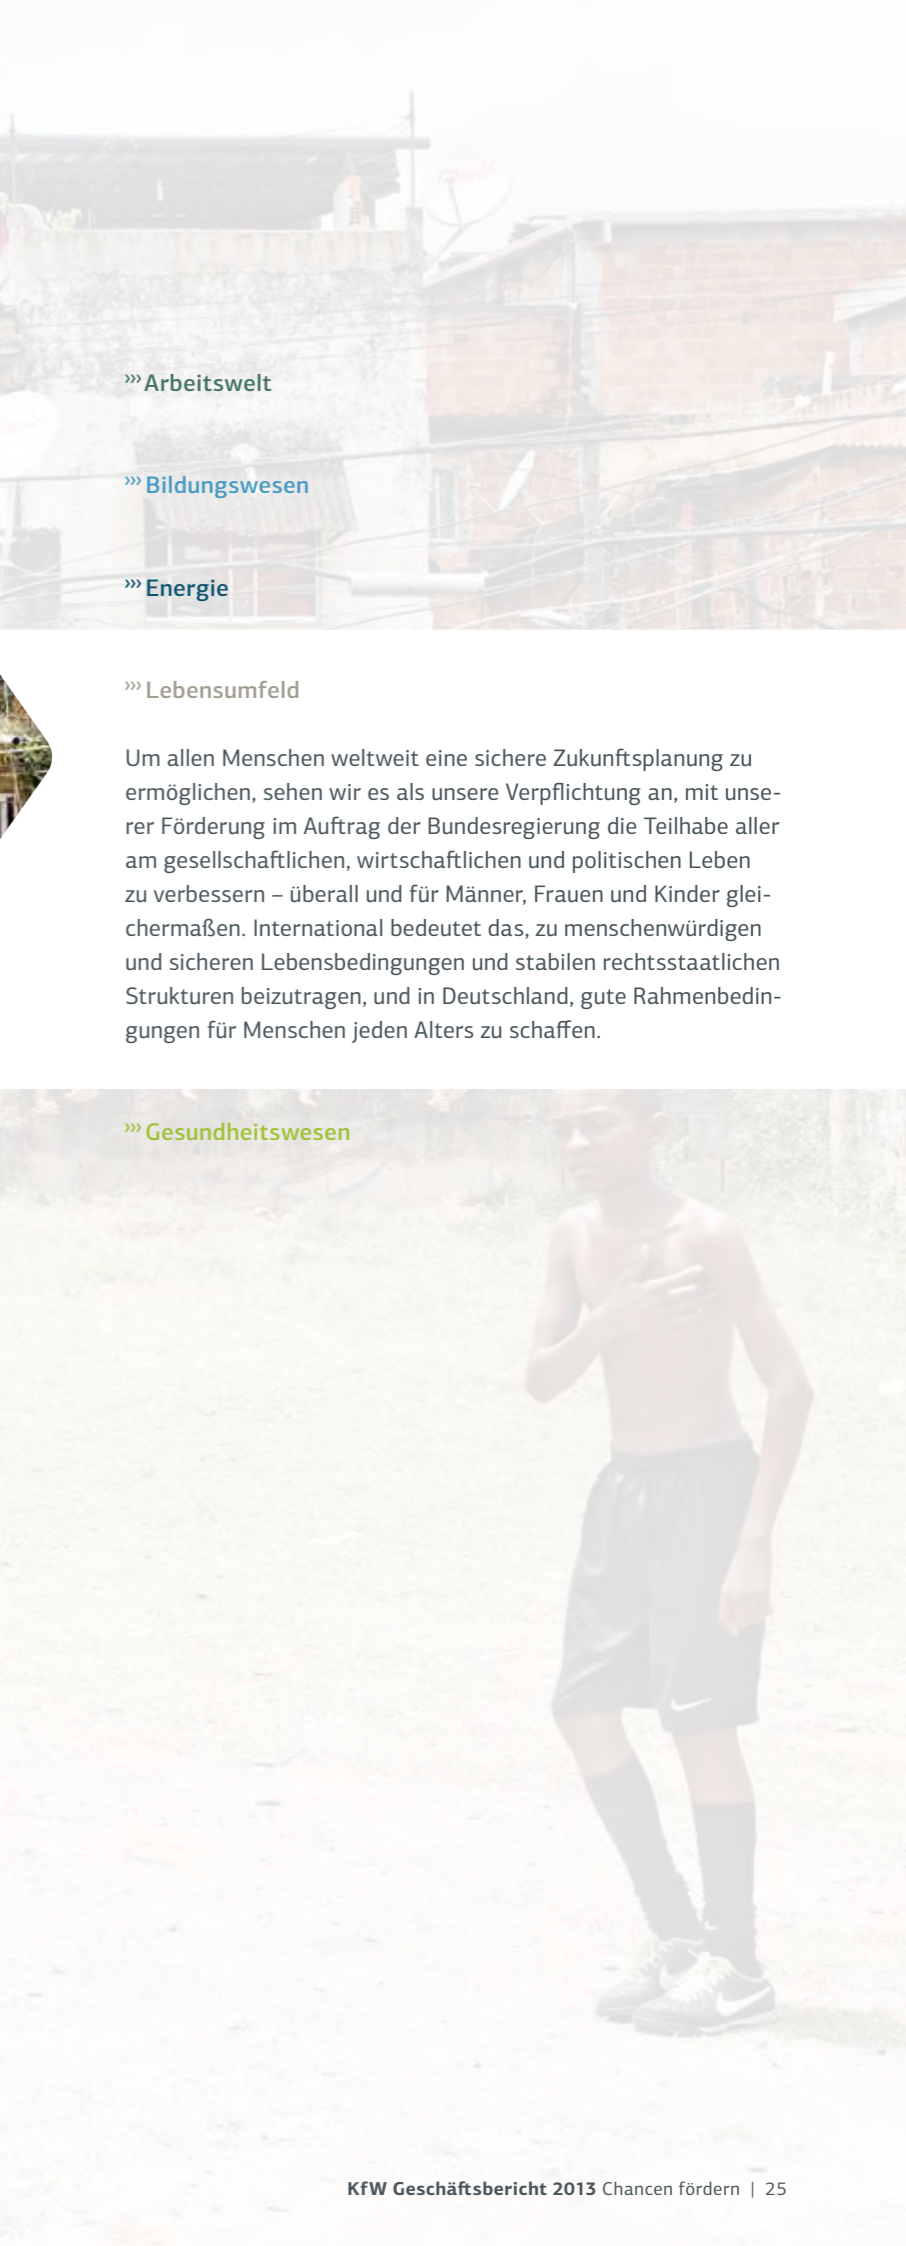 ›››Arbeitswelt
›››Bildungswesen
›››Energie
›››Lebensumfeld
Um allen Menschen weltweit eine sichere Zukunftsplanung zu
ermöglichen, sehen wir es als unsere Verpflichtung an, mit unse-
rer Förderung im Auftrag der Bundesregierung die Teilhabe aller
am gesellschaftlichen, wirtschaftlichen und politischen Leben
zu verbessern – überall und für Männer, Frauen und Kinder glei-
chermaßen. International bedeutet das, zu menschenwürdigen
und sicheren Lebensbedingungen und stabilen rechtsstaatlichen
Strukturen beizutragen, und in Deutschland, gute Rahmenbedin-
gungen für Menschen jeden Alters zu schaffen.
›››Gesundheitswesen
KfW Geschäftsbericht 2013 Chancen fördern | 25